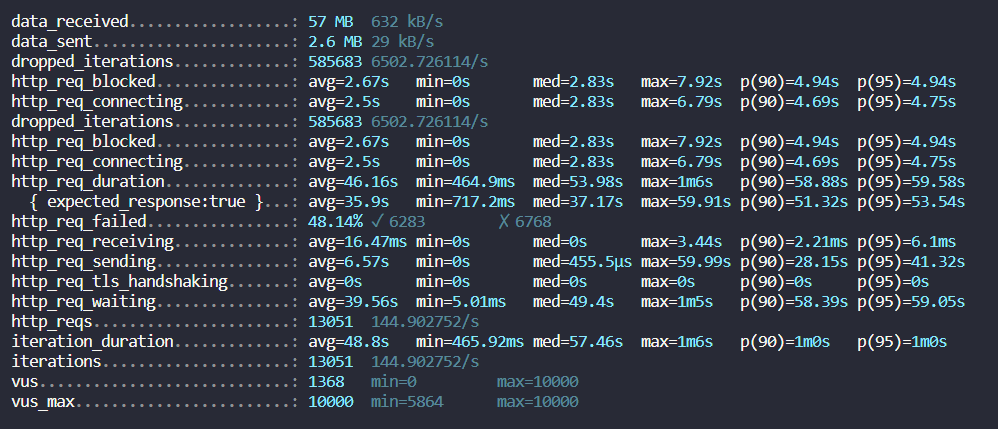 data_received..................: 57 MB  632 kB/s
data_sent......................: 2.6 MB 29 kB/s
dropped_iterations.............: 585683 6502.726114/s
http_req_blocked...............: avg=2.67s   min=0s       med=2.83s   max=7.92s  p(90)=4.94s  p(95)=4.94s
http_req_connecting............: avg=2.5s    min=0s       med=2.83s   max=6.79s  p(90)=4.69s  p(95)=4.75s
dropped_iterations.............: 585683 6502.726114/s
http_req_blocked...............: avg=2.67s   min=0s       med=2.83s   max=7.92s  p(90)=4.94s  p(95)=4.94s
http_req_connecting............: avg=2.5s    min=0s       med=2.83s   max=6.79s  p(90)=4.69s  p(95)=4.75s
http_req_duration..............: avg=46.16s  min=464.9ms  med=53.98s  max=1m6s   p(90)=58.88s p(95)=59.58s
  { expected_response:true }...: avg=35.9s   min=717.2ms  med=37.17s  max=59.91s p(90)=51.32s p(95)=53.54s
http_req_failed................: 48.14% ✓ 6283        ✗ 6768
http_req_receiving.............: avg=16.47ms min=0s       med=0s      max=3.44s  p(90)=2.21ms p(95)=6.1ms
http_req_sending...............: avg=6.57s   min=0s       med=455.5µs max=59.99s p(90)=28.15s p(95)=41.32s
http_req_tls_handshaking.......: avg=0s      min=0s       med=0s      max=0s     p(90)=0s     p(95)=0s
http_req_waiting...............: avg=39.56s  min=5.01ms   med=49.4s   max=1m5s   p(90)=58.39s p(95)=59.05s
http_reqs......................: 13051  144.902752/s
iteration_duration.............: avg=48.8s   min=465.92ms med=57.46s  max=1m6s   p(90)=1m0s   p(95)=1m0s
iterations.....................: 13051  144.902752/s
vus............................: 1368   min=0         max=10000
vus_max........................: 10000  min=5864      max=10000